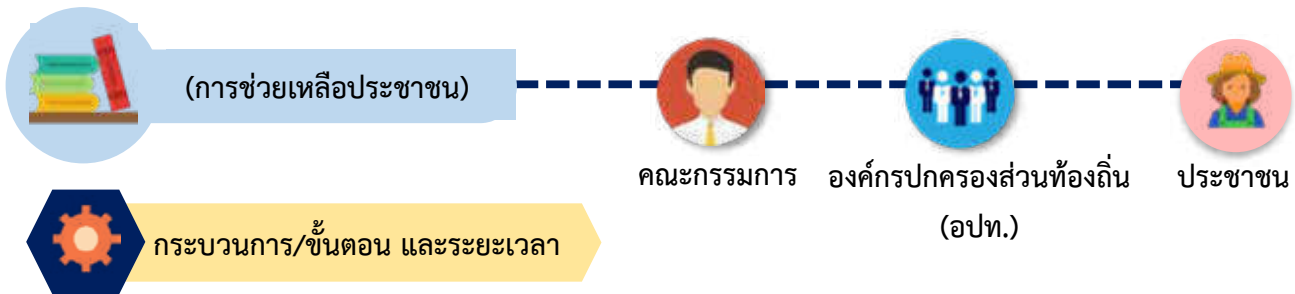 (การช่วยเหลือประชาชน)
คณะกรรมการ
องค์กรปกครองส่วนท้องถิ่น
(อปท.)
ประชาชน
กระบวนการ/ขั้นตอน และระยะเวลา